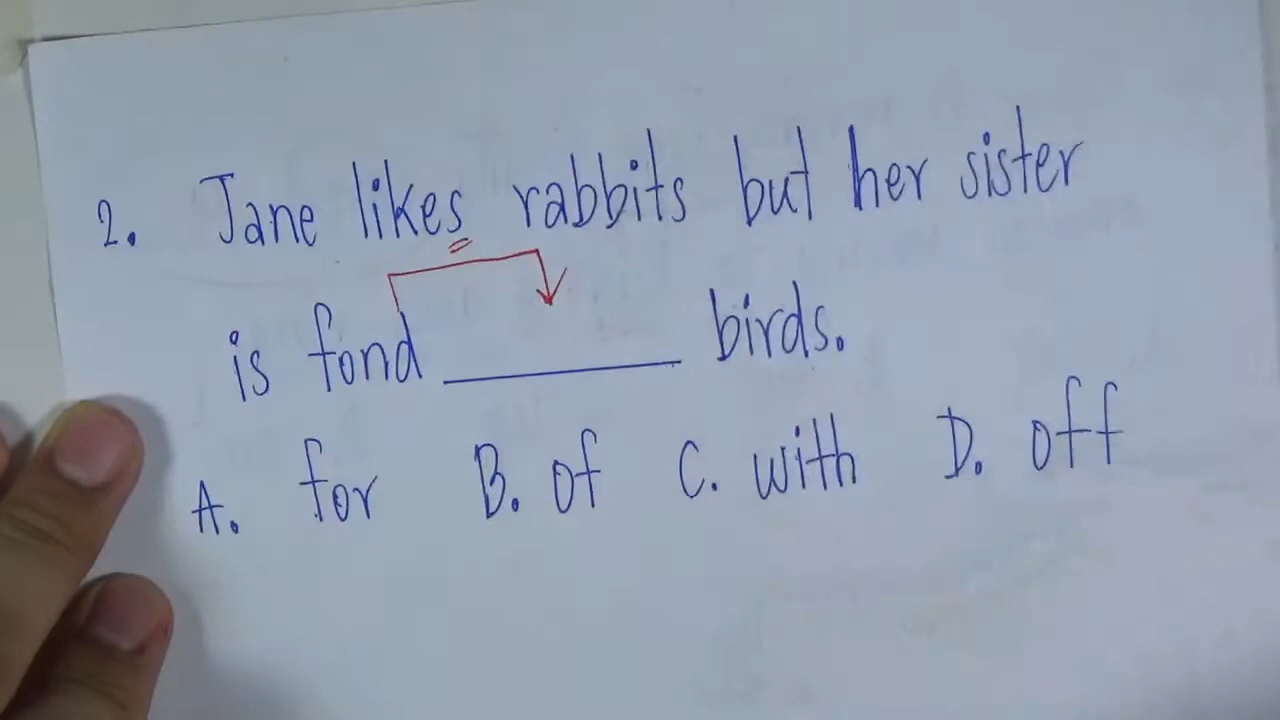 2. Jane likes rabbits but her sister
is fond ________ birds.
A. for B. of C. with D. off